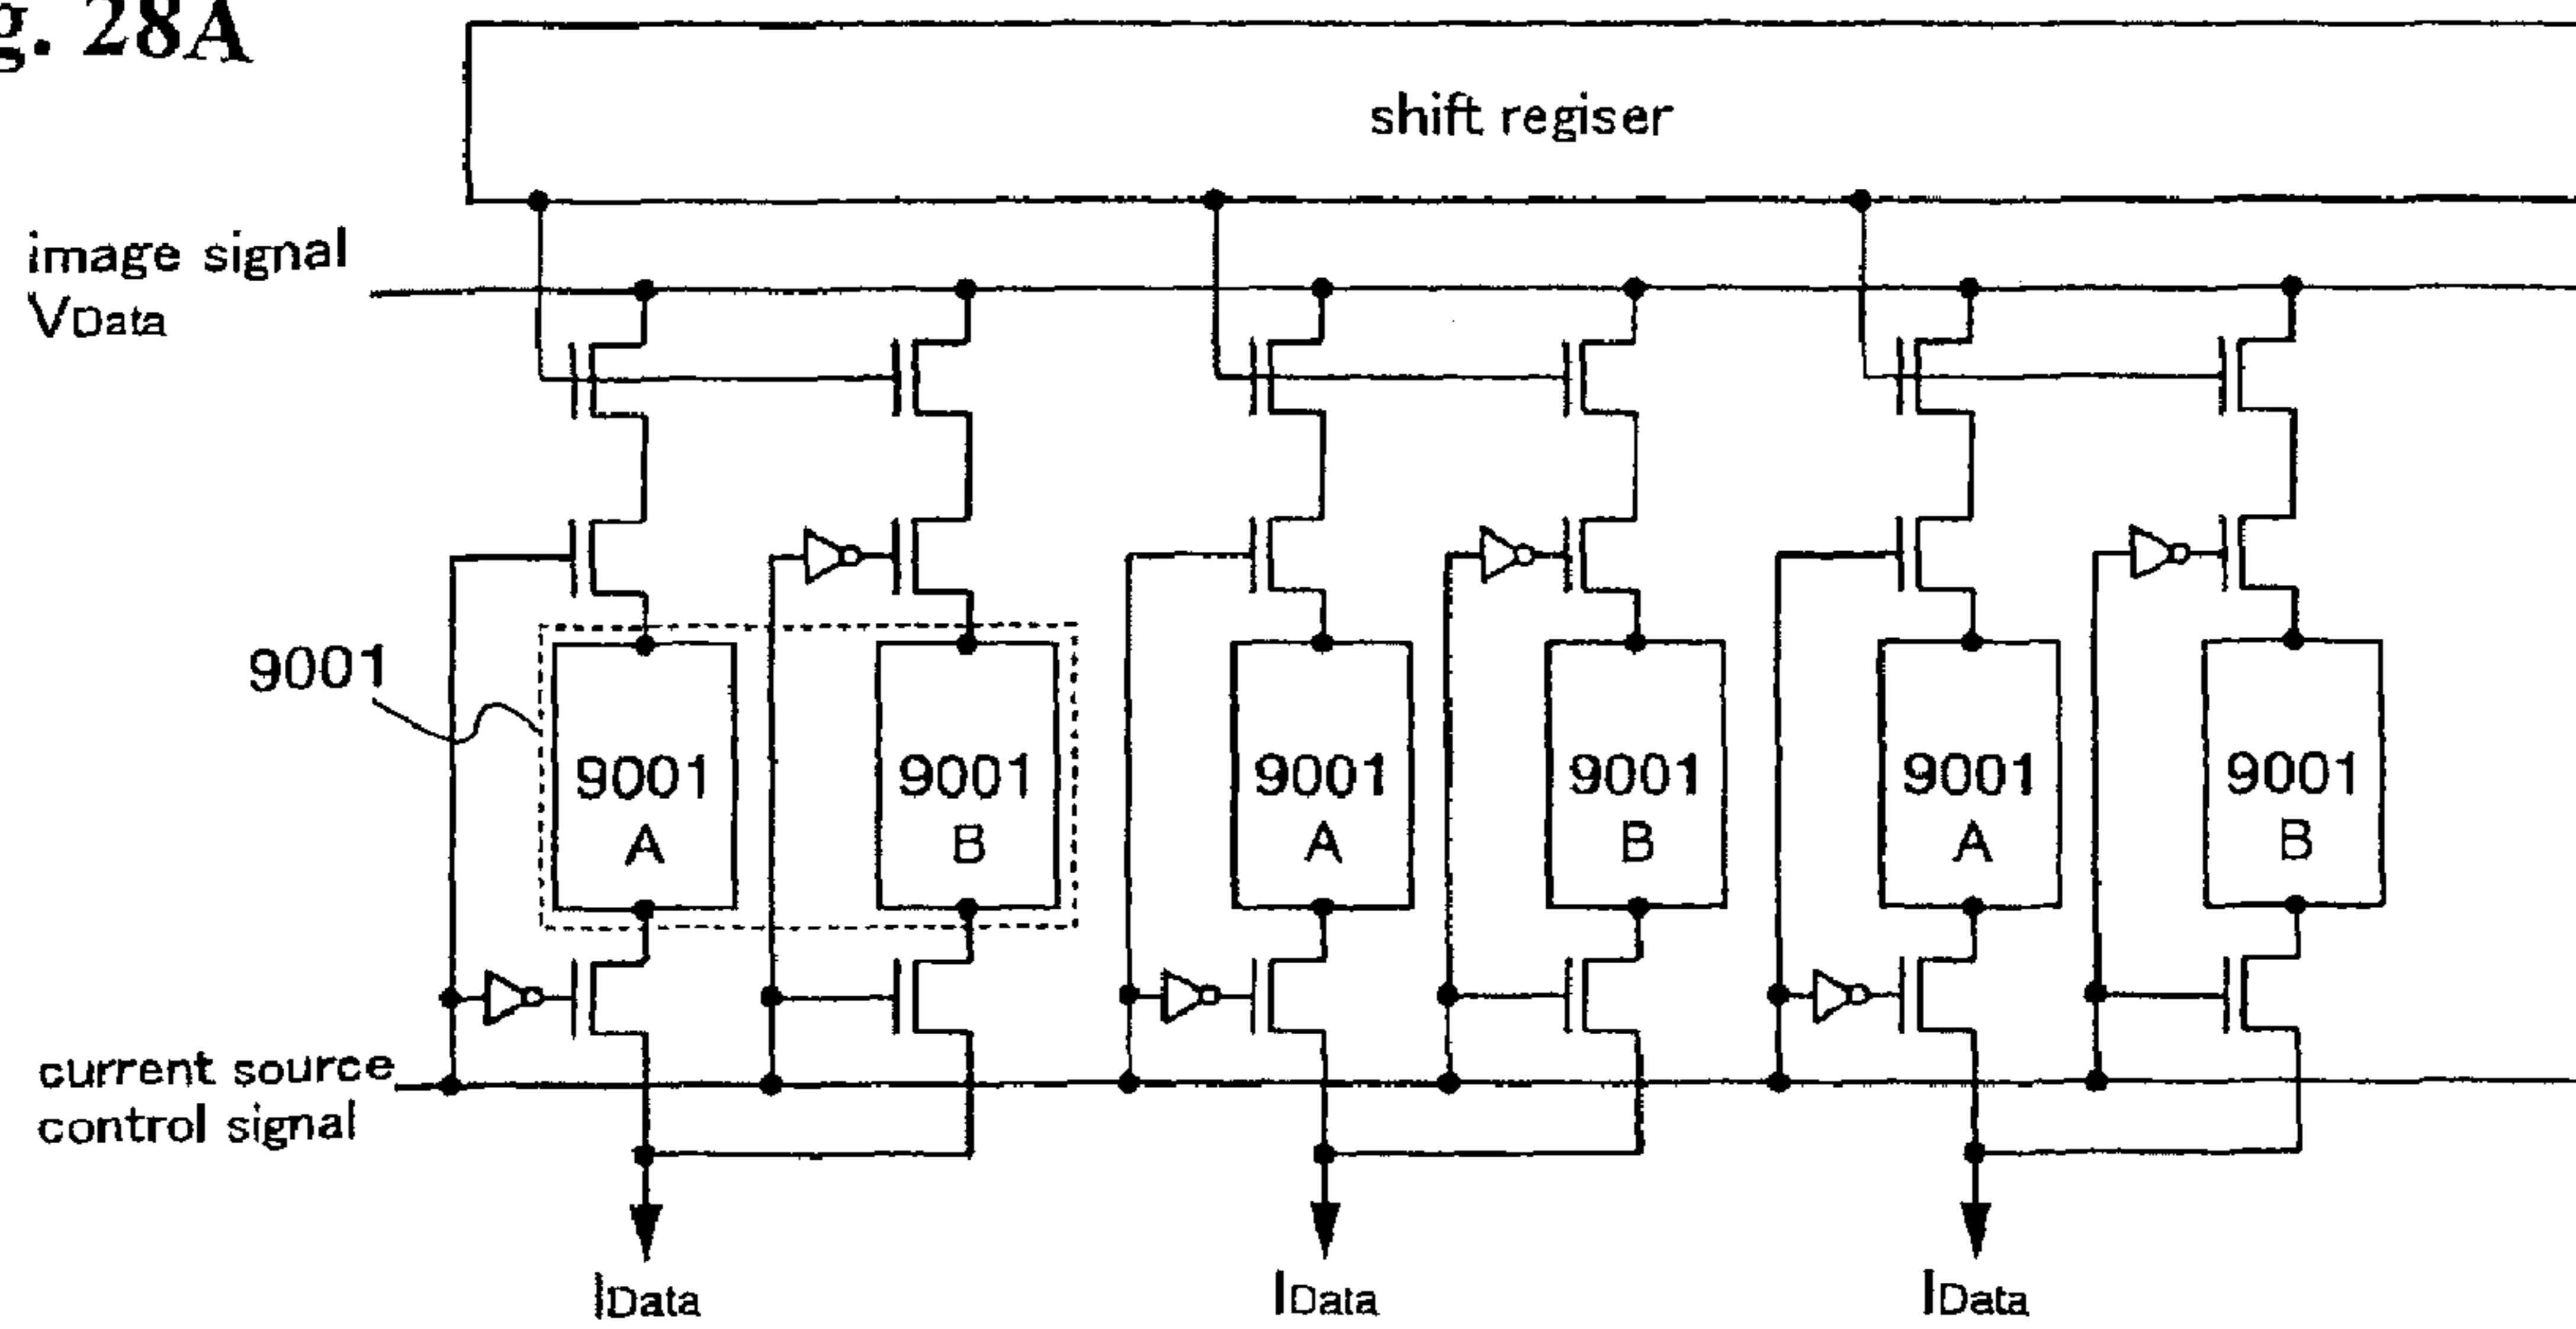 g. 28A
shift regiser
image signal
VData
9001
9001
A
9001
B
9001
A
9001
B
9001
A
9001
B
current source
control signal
IData
IData
IData